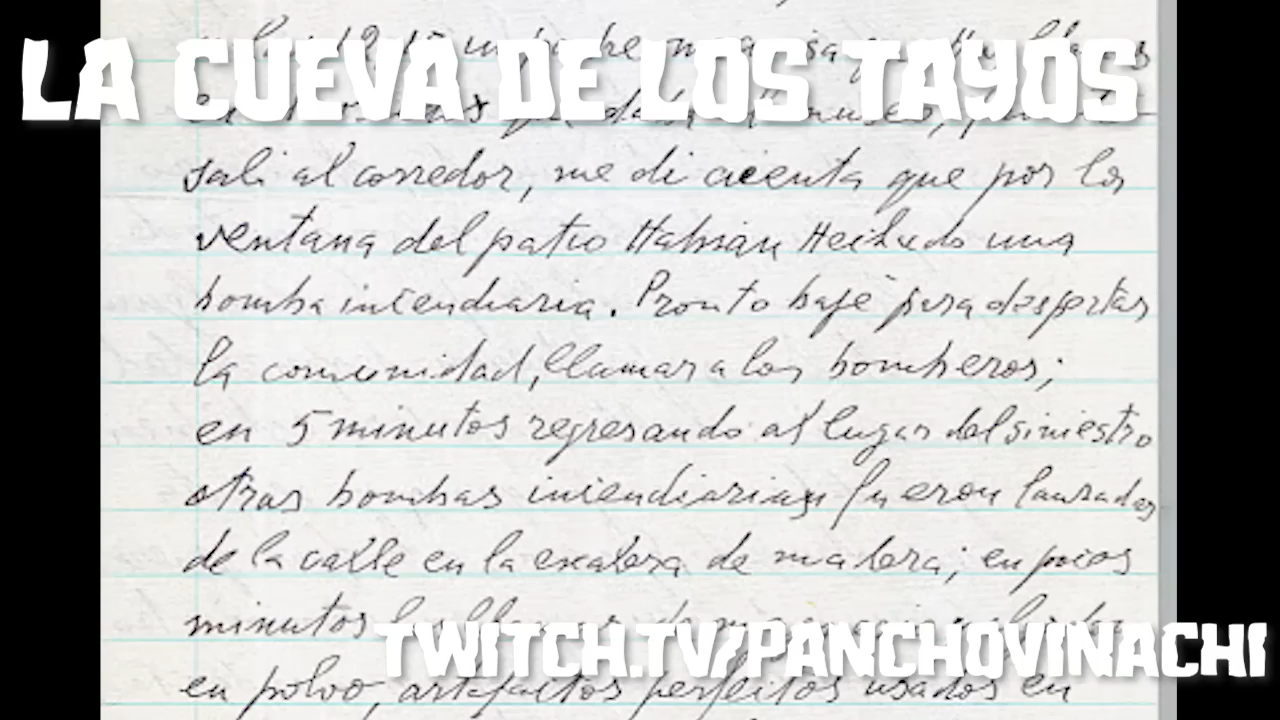 LA CUEVA DE LOS TAYOS
sali al corredor, me di cuenta que por la
ventana del patio Habian Hechado una
bomba incendiaria. Pronto bajé para despertar
la comunidad, llamar a los bomberos;
en 5 minutos regresando al lugar del siniestro
otras bombas incendiarias fueron lanzadas
de la calle en la escalera de madera; en pocos
minutos
TWITCH.TV/PANCHOVINACHI
en polvo, artefactos perfectos usados en